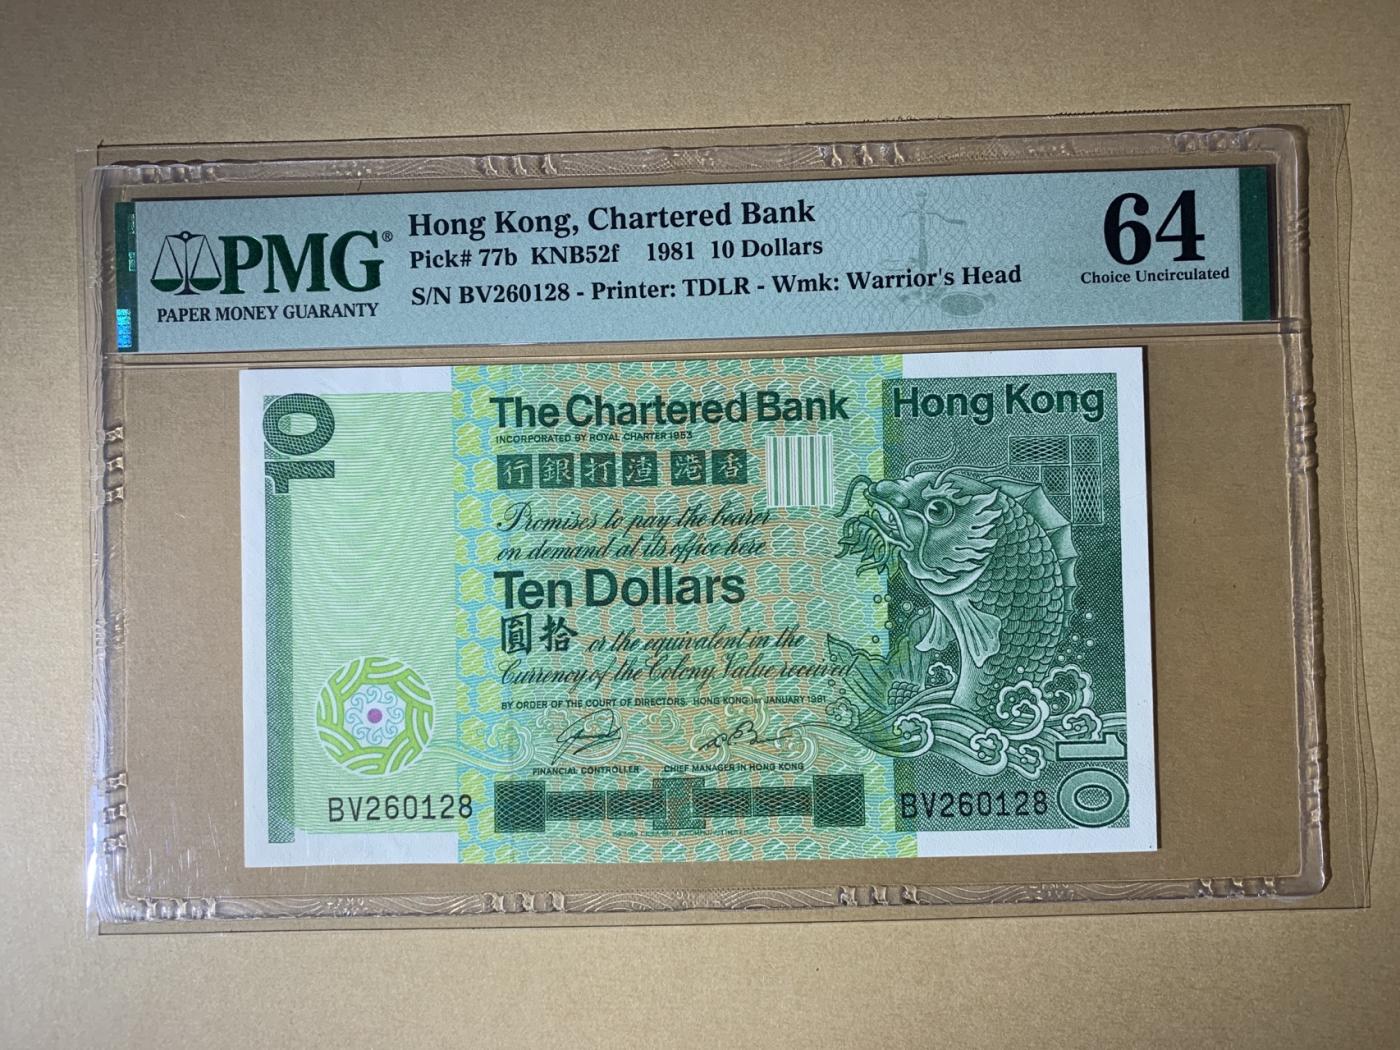 PMG®
PAPER MONEY GUARANTY
Hong Kong, Chartered Bank
Pick# 77b KNB52f 1981 10 Dollars
S/N BV260128 - Printer: TDLR - Wmk: Warrior's Head
64
Choice Uncirculated
10
The Chartered Bank
Hong Kong
INCORPORATED BY ROYAL CHARTER 1853
行銀打渣 港香
Promises to pay the bearer
on demand at its office here
Ten Dollars
圓拾 or the equivalent in the
Currency of the Colony. Value received
BY ORDER OF THE COURT OF DIRECTORS, HONG KONG 1ST JANUARY 1981
FINANCIAL CONTROLLER CHIEF MANAGER IN HONG KONG
BV260128
BV260128
10